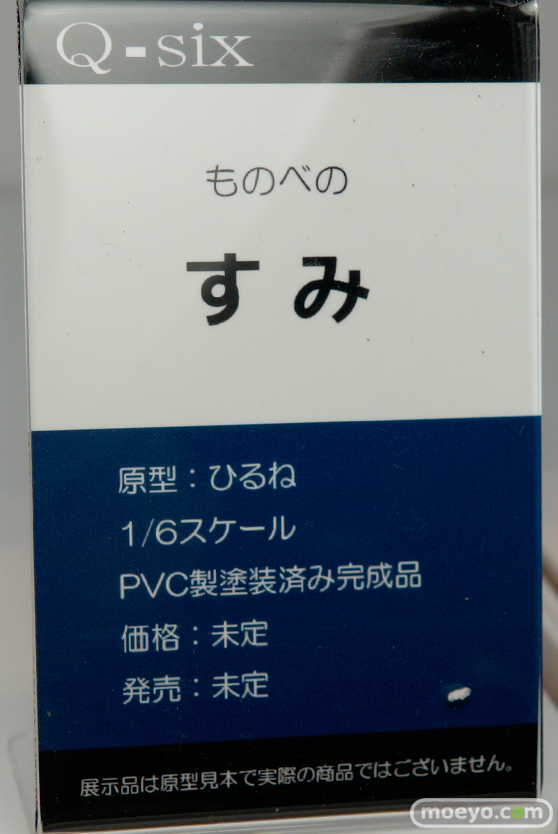 Q-six
ものべの
すみ
原型：ひるね
1/6スケール
PVC製塗装済み完成品
価格：未定
発売：未定
展示品は原型見本で実際の商品ではございません。
moeyo.com